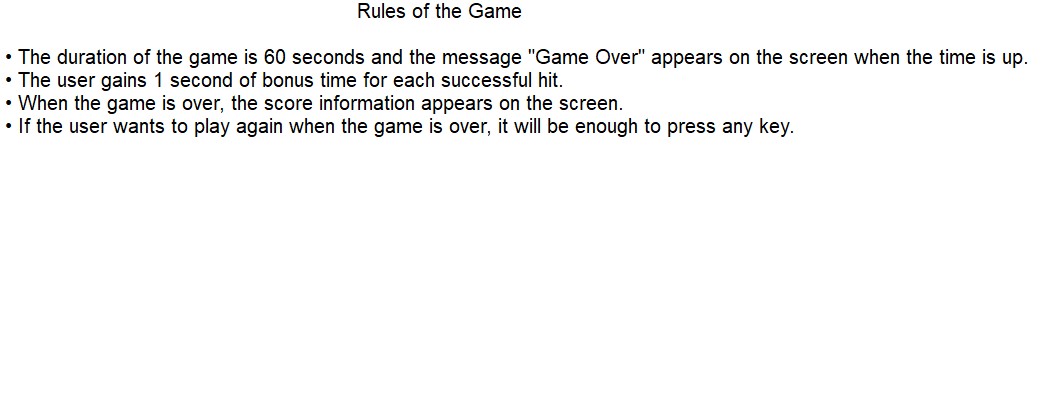 Rules of the Game
• The duration of the game is 60 seconds and the message "Game Over" appears on the screen when the time is up.
• The user gains 1 second of bonus time for each successful hit.
• When the game is over, the score information appears on the screen.
• If the user wants to play again when the game is over, it will be enough to press any key.